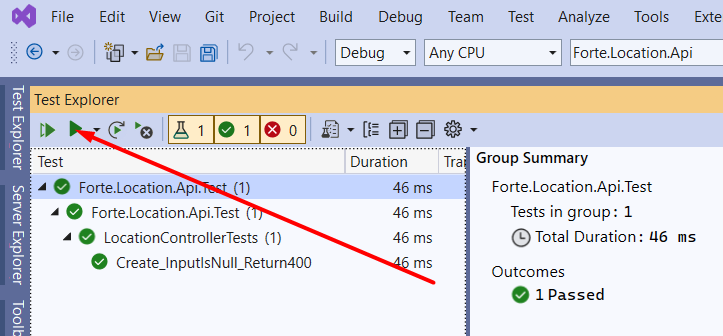 File Edit View Git Project Build Debug Team Test Analyze Tools Exten
Debug Any CPU Forte.Location.Api
Test Explorer
Test Explorer
Server Explorer
Toolb
1 1 0
Test Duration Trai
Forte.Location.Api.Test (1) 46 ms
Forte.Location.Api.Test (1) 46 ms
LocationControllerTests (1) 46 ms
Create_InputIsNull_Return400 46 ms
Group Summary
Forte.Location.Api.Test
Tests in group: 1
Total Duration: 46 ms
Outcomes
1 Passed